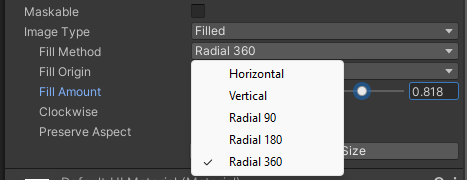 Maskable
Image Type Filled
Fill Method Radial 360
Fill Origin
Horizontal
Fill Amount 0.818
Vertical
Clockwise
Radial 90
Preserve Aspect
Radial 180
Radial 360
Size